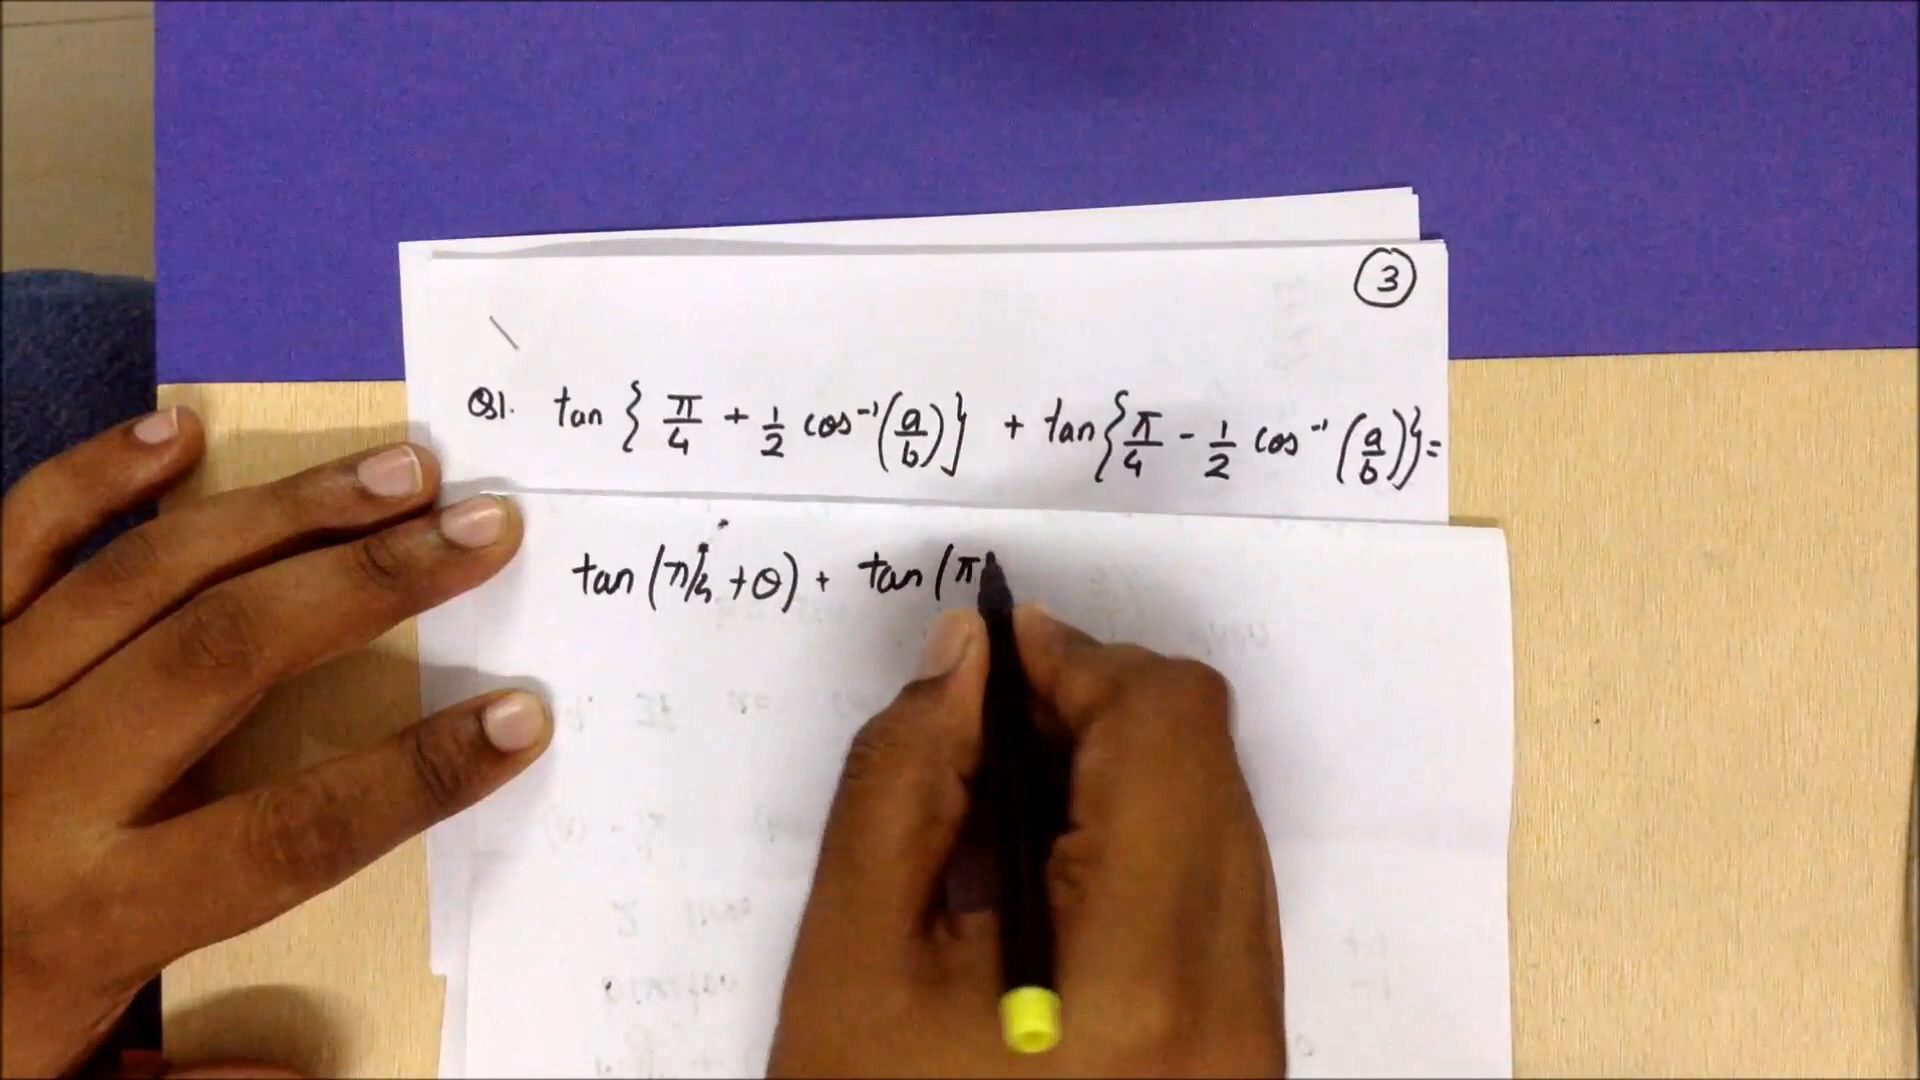 3
Q1. tan { π/4 + 1/2 cos⁻¹(a/b)} + tan{π/4 - 1/2 cos⁻¹(a/b)} =
tan(π/4 + θ) + tan(π